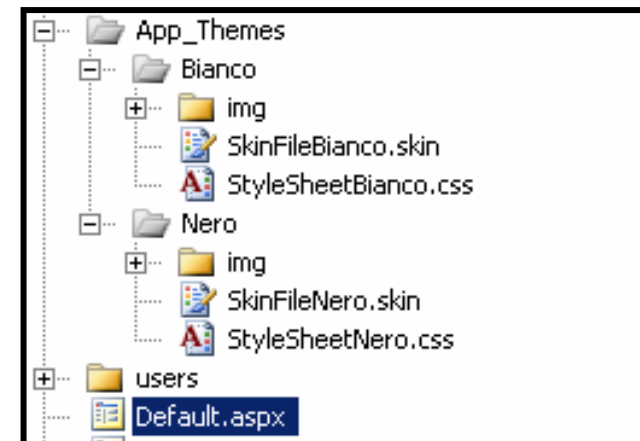 App_Themes
Bianco
img
SkinFileBianco.skin
StyleSheetBianco.css
Nero
img
SkinFileNero.skin
StyleSheetNero.css
users
Default.aspx